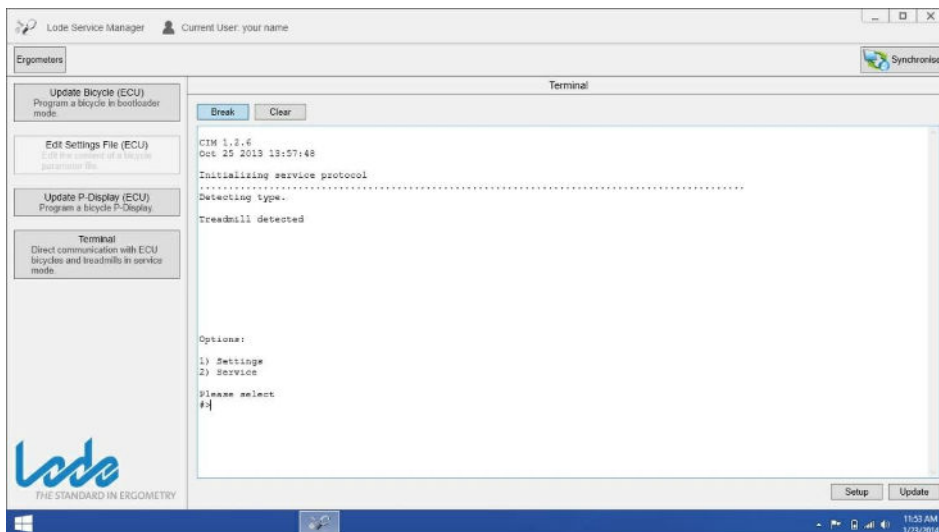 Lode Service Manager Current User: your name
Ergometers
Synchronise
Update Bicycle (ECU)
Program a bicycle in bootloader
mode.
Edit Settings File (ECU)
Edit the content of a bicycle
parameter file.
Update P-Display (ECU)
Program a bicycle P-Display.
Terminal
Direct communication with ECU
bicycles and treadmills in service
mode.
Lode
THE STANDARD IN ERGOMETRY
Terminal
Break Clear
CIM 1.2.6
Oct 25 2013 13:57:48
Initializing service protocol
................................................................................
Detecting type.
Treadmill detected
Options:
1) Settings
2) Service
Please select
#>
Setup Update
11:53 AM
1/23/2014